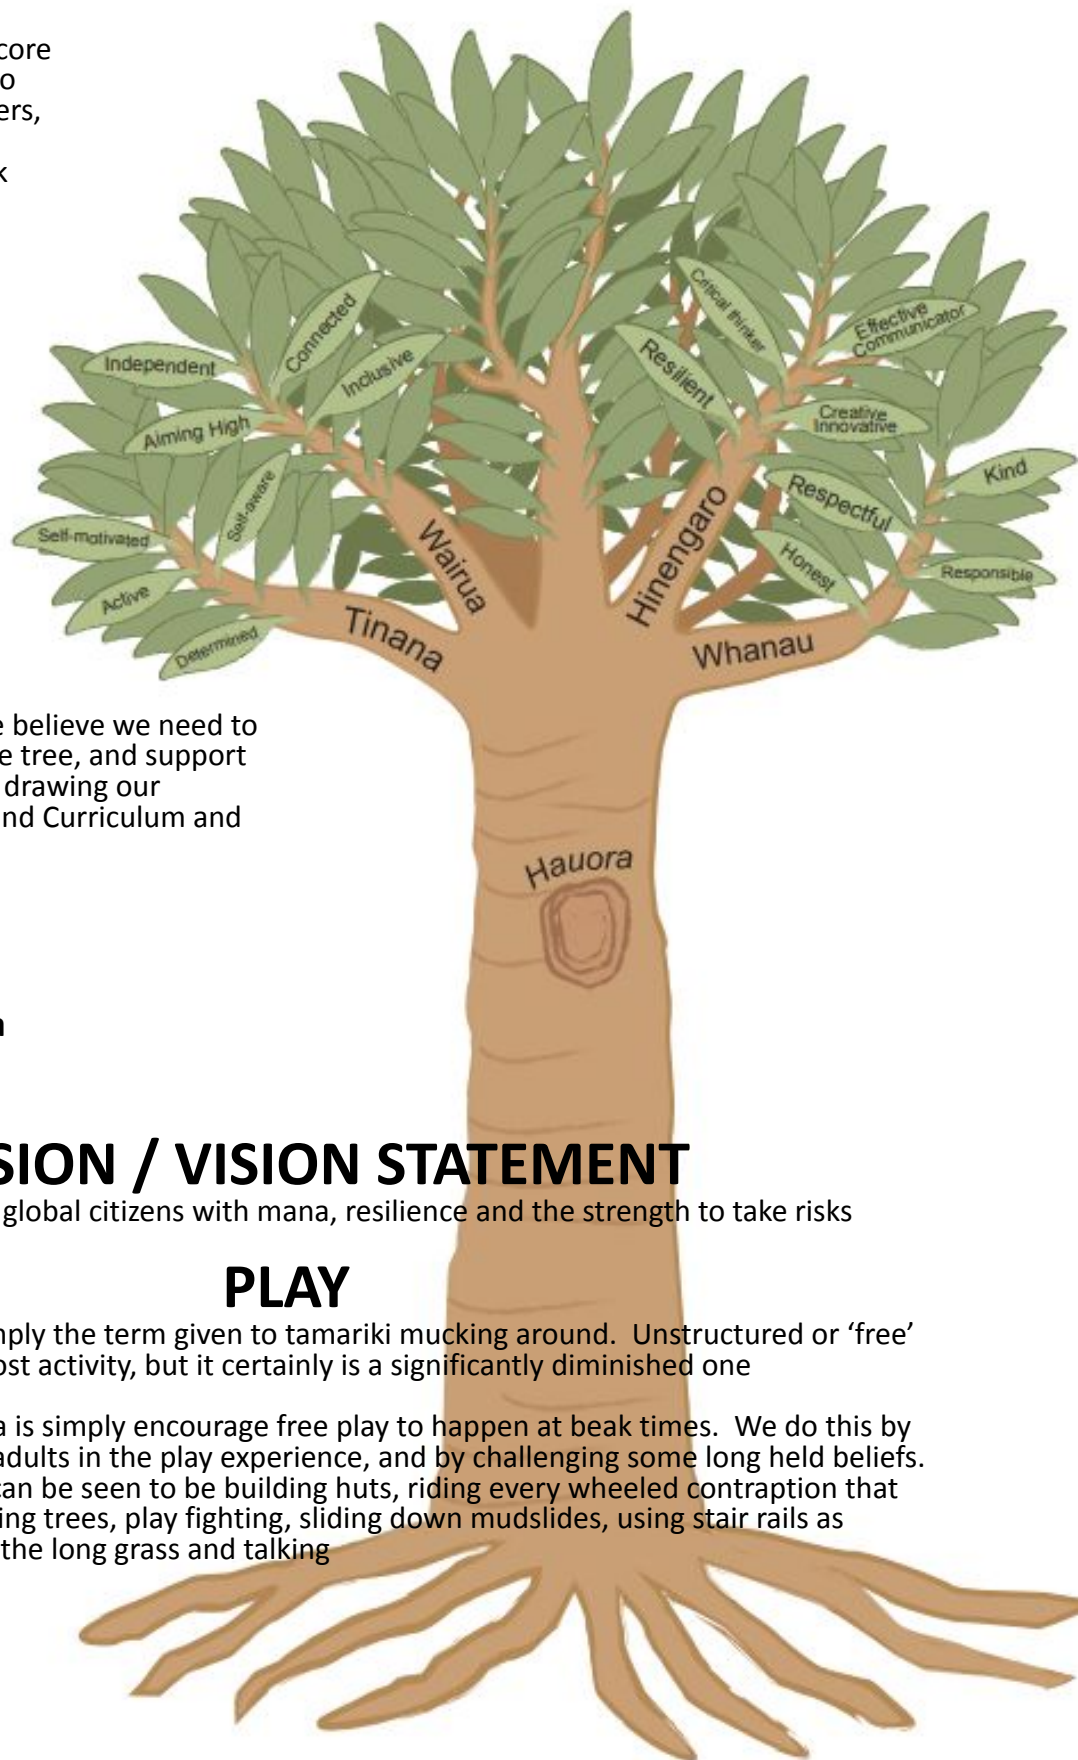 core
o
ers,
k
Critical thinker
Connected
Effective
Communicator
Independent
Inclusive
Resilient
Creative
Innovative
Aiming High
Kind
Respectful
Self-aware
Self-motivated
Wairua
Hinengaro
Honest
Responsible
Active
Tinana
Whanau
Determined
e believe we need to
e tree, and support
drawing our
nd Curriculum and
Hauora
SION / VISION STATEMENT
global citizens with mana, resilience and the strength to take risks
PLAY
nply the term given to tamariki mucking around.  Unstructured or ‘free’
ost activity, but it certainly is a significantly diminished one
a is simply encourage free play to happen at beak times.  We do this by
adults in the play experience, and by challenging some long held beliefs.
can be seen to be building huts, riding every wheeled contraption that
ing trees, play fighting, sliding down mudslides, using stair rails as
the long grass and talking